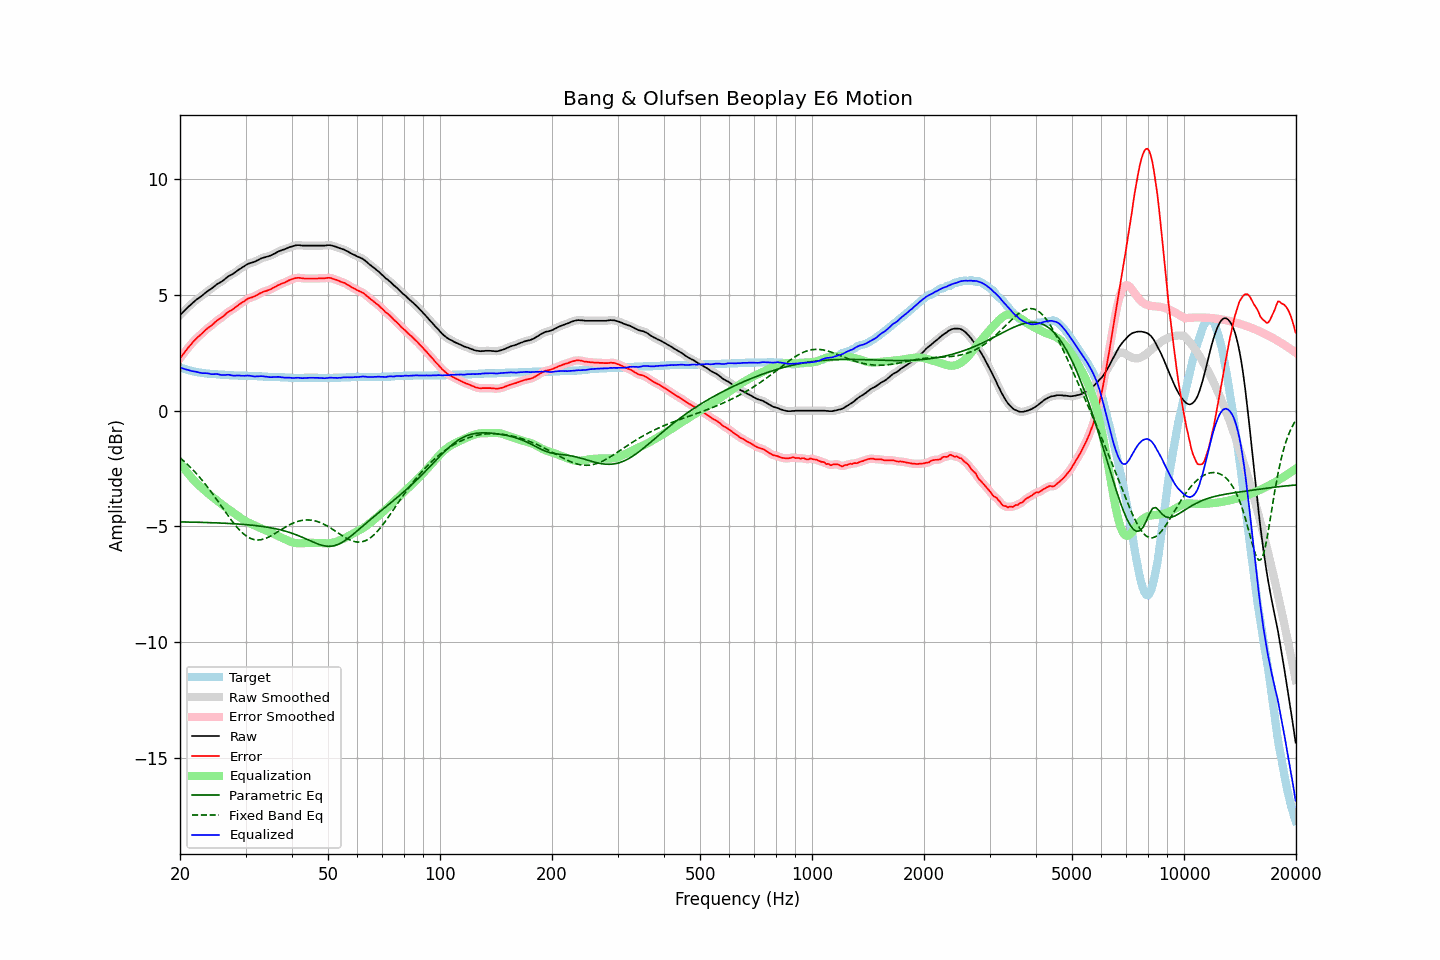 Bang & Olufsen Beoplay E6 Motion
Amplitude (dBr)
10
5
0
−5
−10
−15
Target
Raw Smoothed
Error Smoothed
Raw
Error
Equalization
Parametric Eq
Fixed Band Eq
Equalized
20 50 100 200 500 1000 2000 5000 10000 20000
Frequency (Hz)